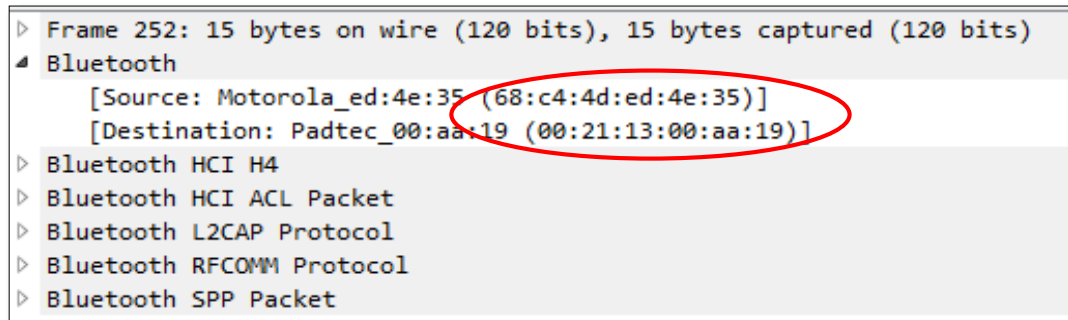 Frame 252: 15 bytes on wire (120 bits), 15 bytes captured (120 bits)
Bluetooth
[Source: Motorola_ed:4e:35 (68:c4:4d:ed:4e:35)]
[Destination: Padtec_00:aa:19 (00:21:13:00:aa:19)]
Bluetooth HCI H4
Bluetooth HCI ACL Packet
Bluetooth L2CAP Protocol
Bluetooth RFCOMM Protocol
Bluetooth SPP Packet